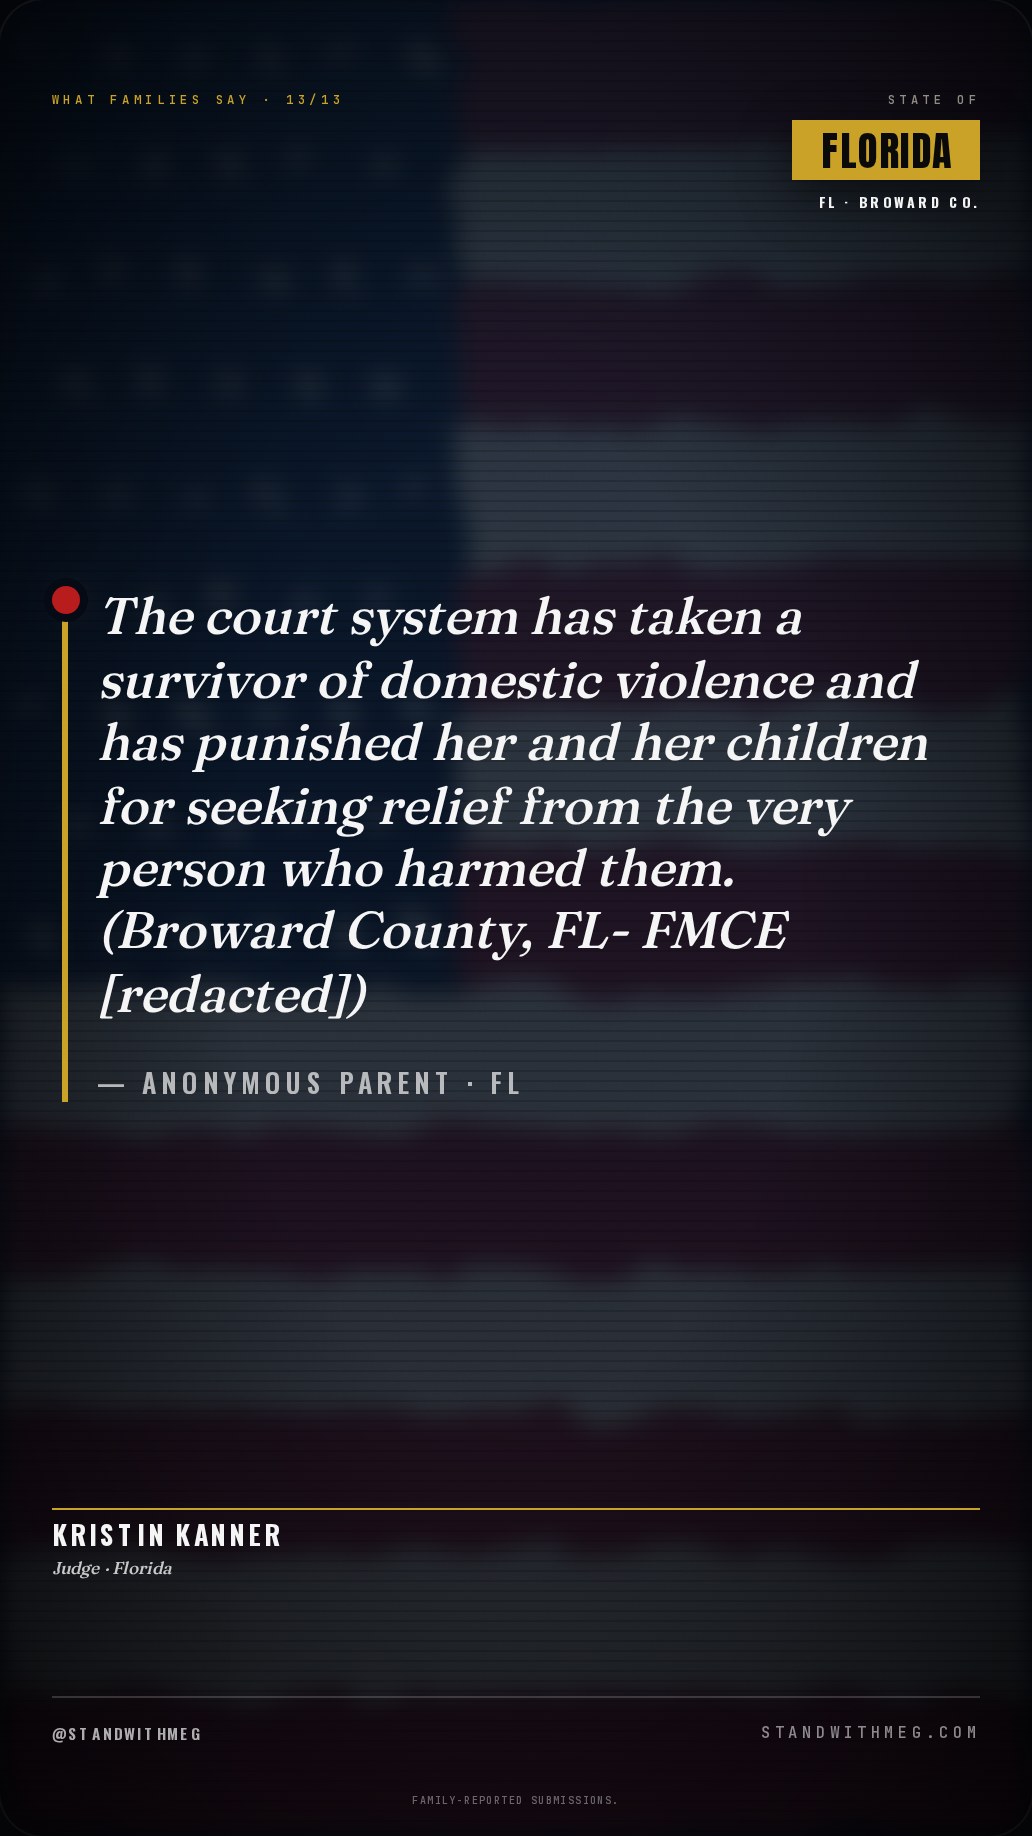 WHAT FAMILIES SAY · 13/13
STATE OF
FLORIDA
FL · BROWARD CO.
The court system has taken a
survivor of domestic violence and
has punished her and her children
for seeking relief from the very
person who harmed them.
(Broward County, FL- FMCE
[redacted])
— ANONYMOUS PARENT · FL
KRISTIN KANNER
Judge · Florida
@STANDWITHMEG
STANDWITHMEG.COM
FAMILY-REPORTED SUBMISSIONS.